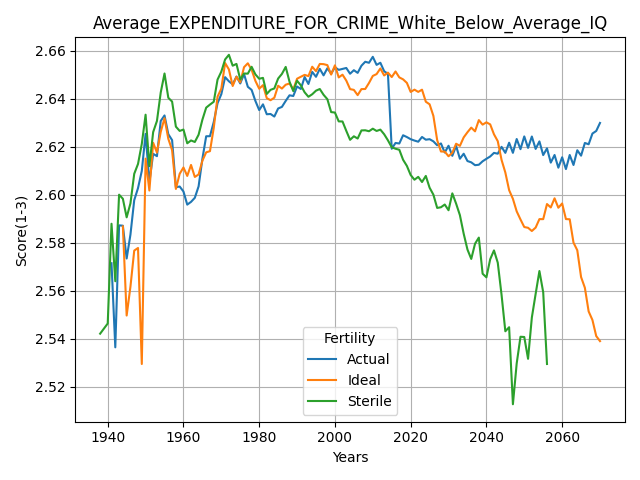 Average_EXPENDITURE_FOR_CRIME_White_Below_Average_IQ
Score(1-3)
2.66
2.64
2.62
2.60
2.58
2.56
2.54
2.52
Fertility
Actual
Ideal
Sterile
1940 1960 1980 2000 2020 2040 2060
Years